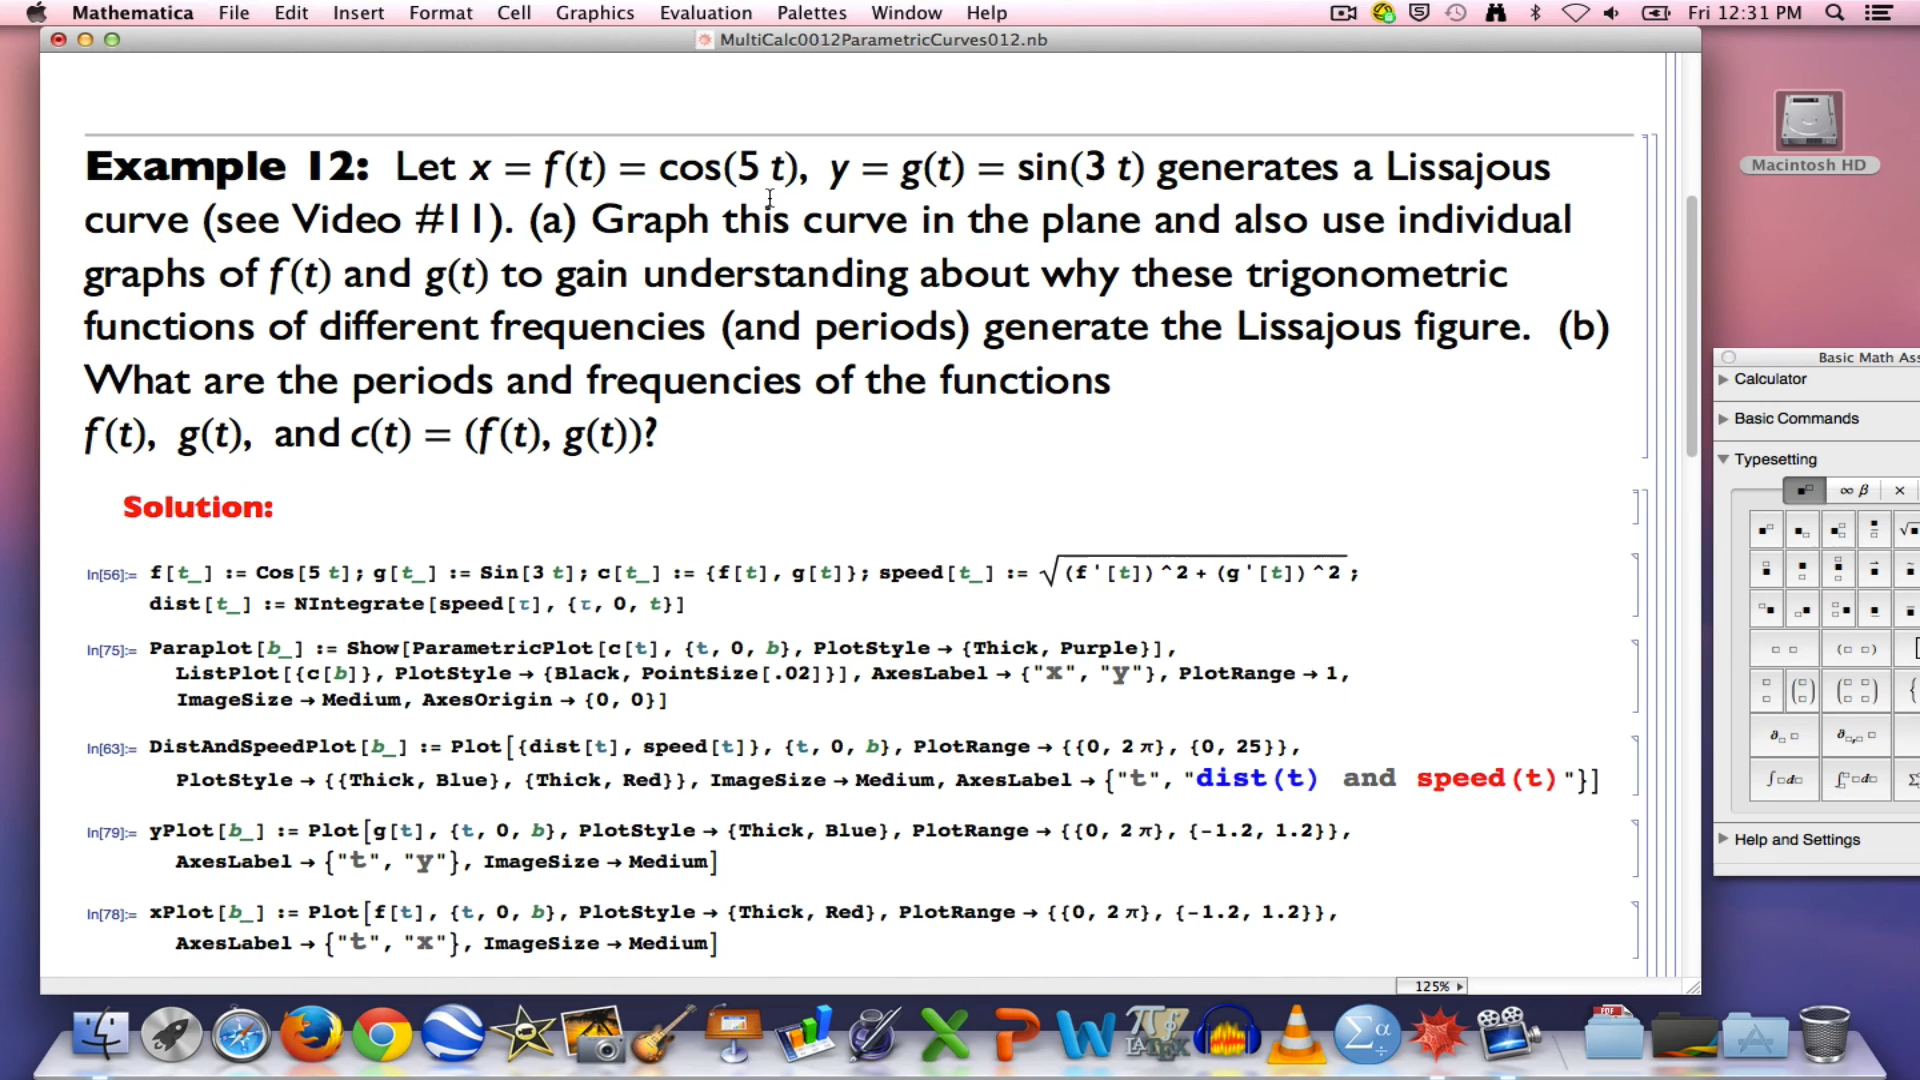 Mathematica File Edit Insert Format Cell Graphics Evaluation Palettes Window Help Fri 12:31 PM
MultiCalc0012ParametricCurves012.nb
Macintosh HD
Example 12: Let x = f(t) = cos(5 t), y = g(t) = sin(3 t) generates a Lissajous
curve (see Video #11). (a) Graph this curve in the plane and also use individual
graphs of f(t) and g(t) to gain understanding about why these trigonometric
functions of different frequencies (and periods) generate the Lissajous figure. (b)
What are the periods and frequencies of the functions
f(t), g(t), and c(t) = (f(t), g(t))?
Solution:
In[56]:= f[t_] := Cos[5 t]; g[t_] := Sin[3 t]; c[t_] := {f[t], g[t]}; speed[t_] := √((f'[t])^2 + (g'[t])^2 ;
dist[t_] := NIntegrate[speed[τ], {τ, 0, t}]
In[75]:= Paraplot[b_] := Show[ParametricPlot[c[t], {t, 0, b}, PlotStyle → {Thick, Purple}],
ListPlot[{c[b]}, PlotStyle → {Black, PointSize[.02]}], AxesLabel → {"x", "y"}, PlotRange → 1,
ImageSize → Medium, AxesOrigin → {0, 0}]
In[63]:= DistAndSpeedPlot[b_] := Plot[{dist[t], speed[t]}, {t, 0, b}, PlotRange → {{0, 2 π}, {0, 25}},
PlotStyle → {{Thick, Blue}, {Thick, Red}}, ImageSize → Medium, AxesLabel → {"t", "dist(t) and speed(t)"}]
In[79]:= yPlot[b_] := Plot[g[t], {t, 0, b}, PlotStyle → {Thick, Blue}, PlotRange → {{0, 2 π}, {-1.2, 1.2}},
AxesLabel → {"t", "y"}, ImageSize → Medium]
In[78]:= xPlot[b_] := Plot[f[t], {t, 0, b}, PlotStyle → {Thick, Red}, PlotRange → {{0, 2 π}, {-1.2, 1.2}},
AxesLabel → {"t", "x"}, ImageSize → Medium]
125%
Basic Math Ass
Calculator
Basic Commands
Typesetting
∞ β ×
Help and Settings